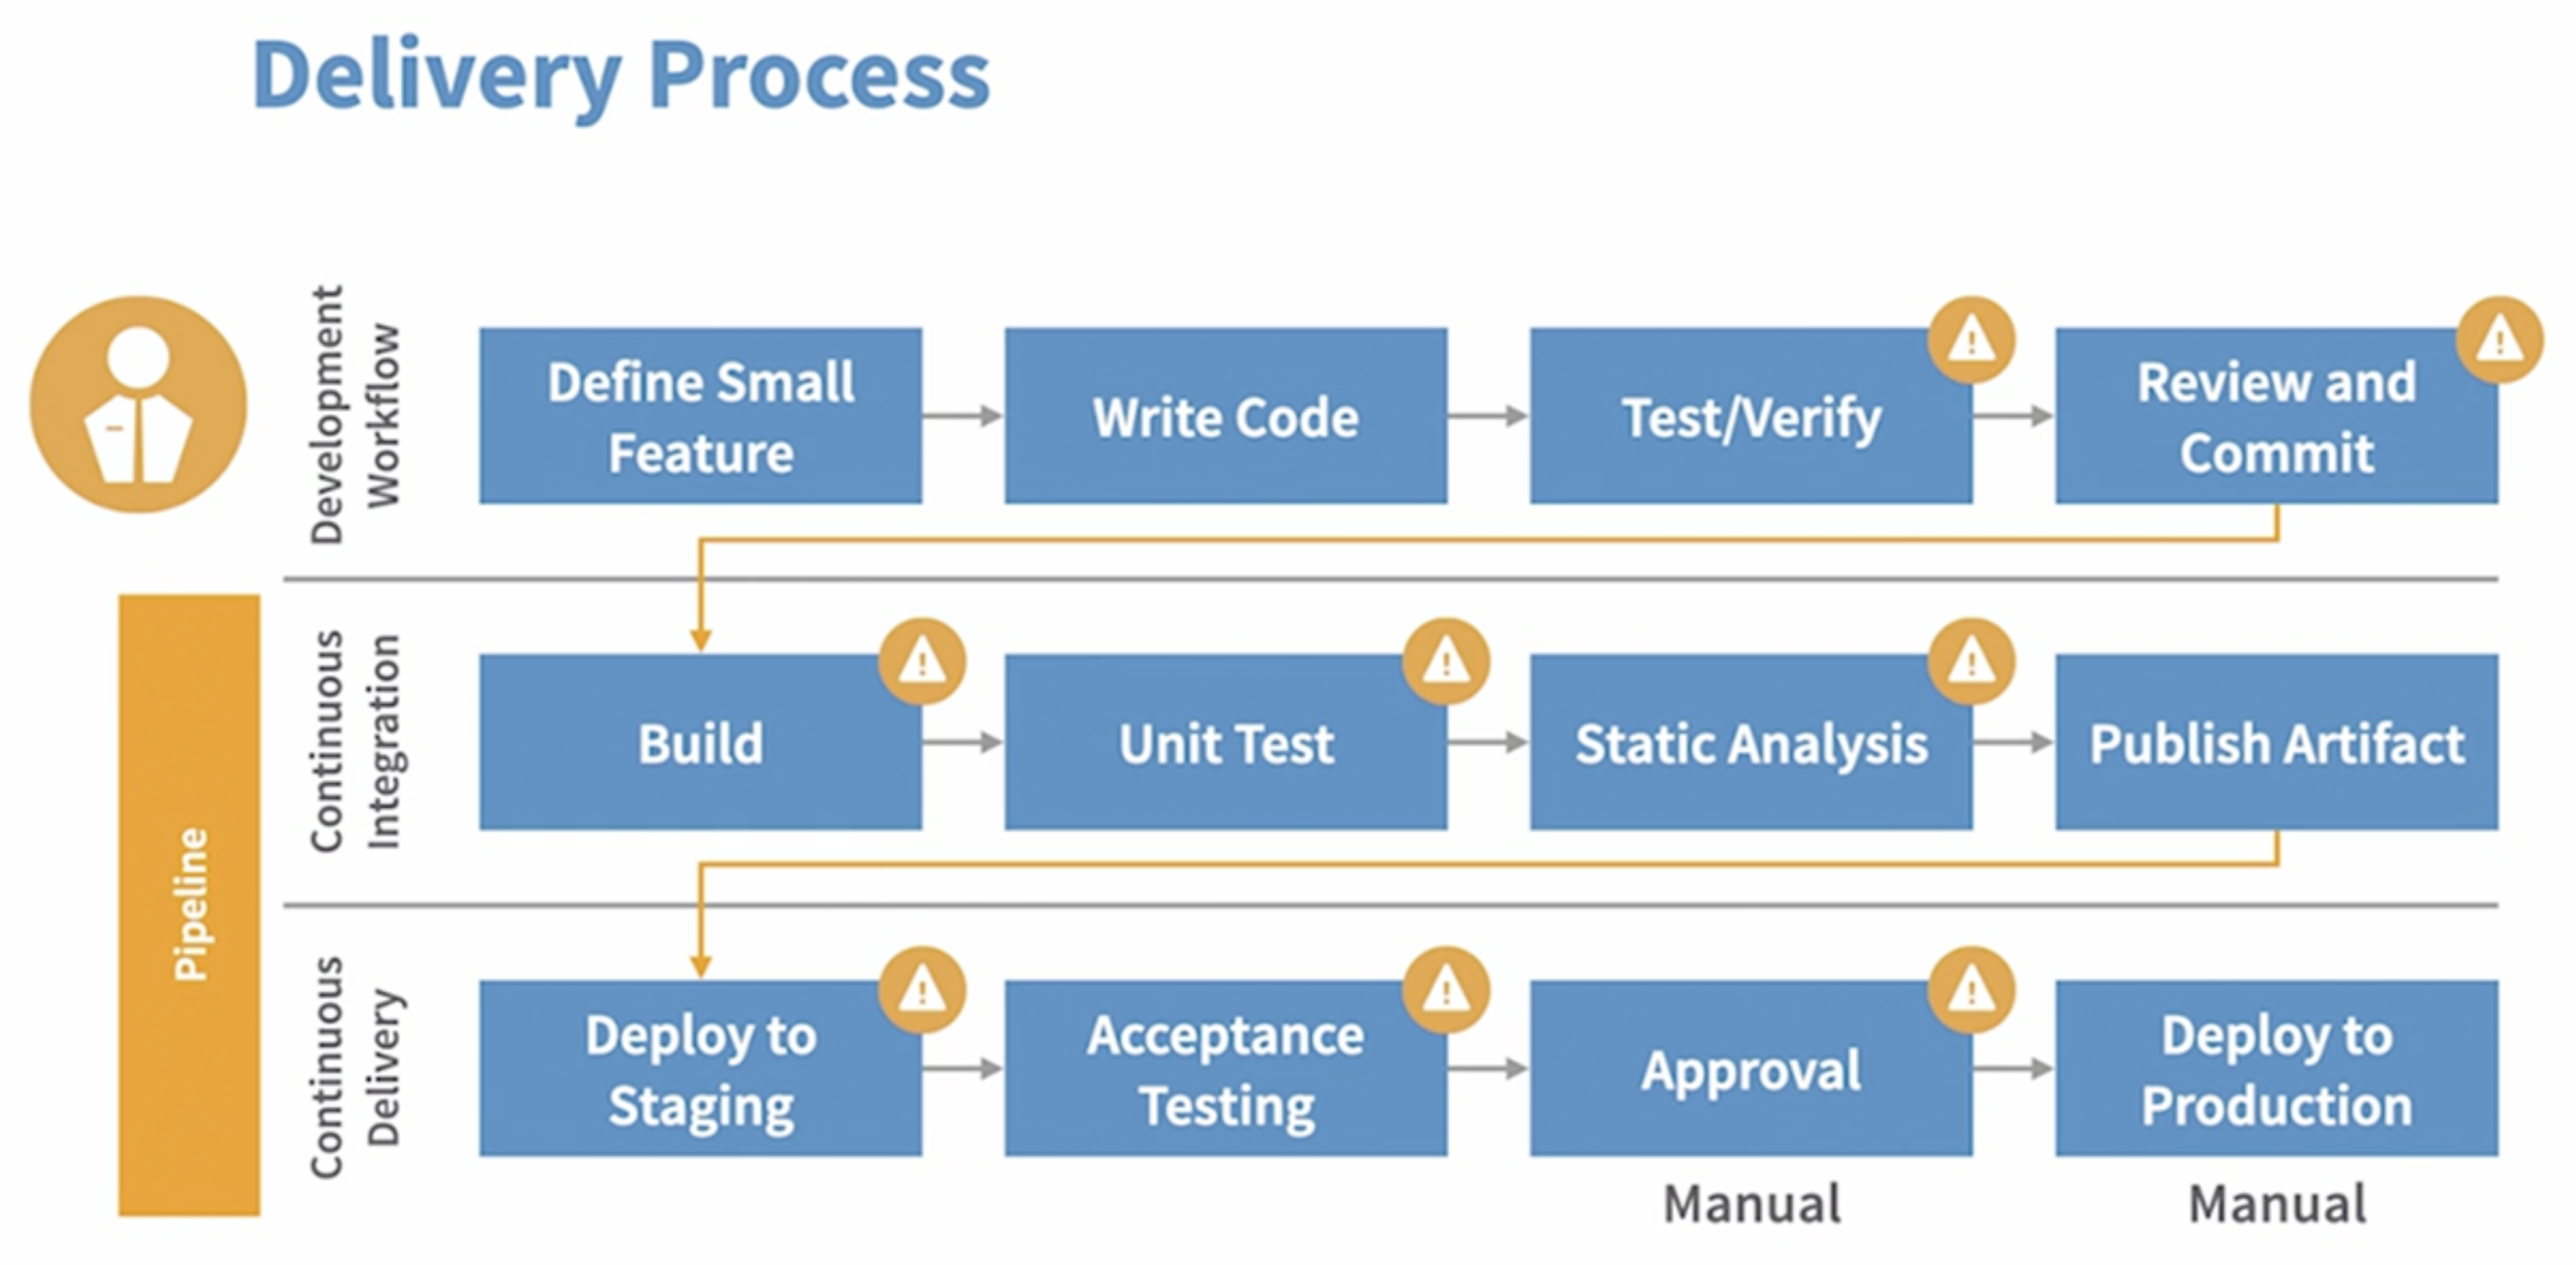 Delivery Process
Development
Workflow
Define Small
Feature
Write Code
Test/Verify
Review and
Commit
Pipeline
Continuous
Integration
Build
Unit Test
Static Analysis
Publish Artifact
Continuous
Delivery
Deploy to
Staging
Acceptance
Testing
Approval
Deploy to
Production
Manual
Manual